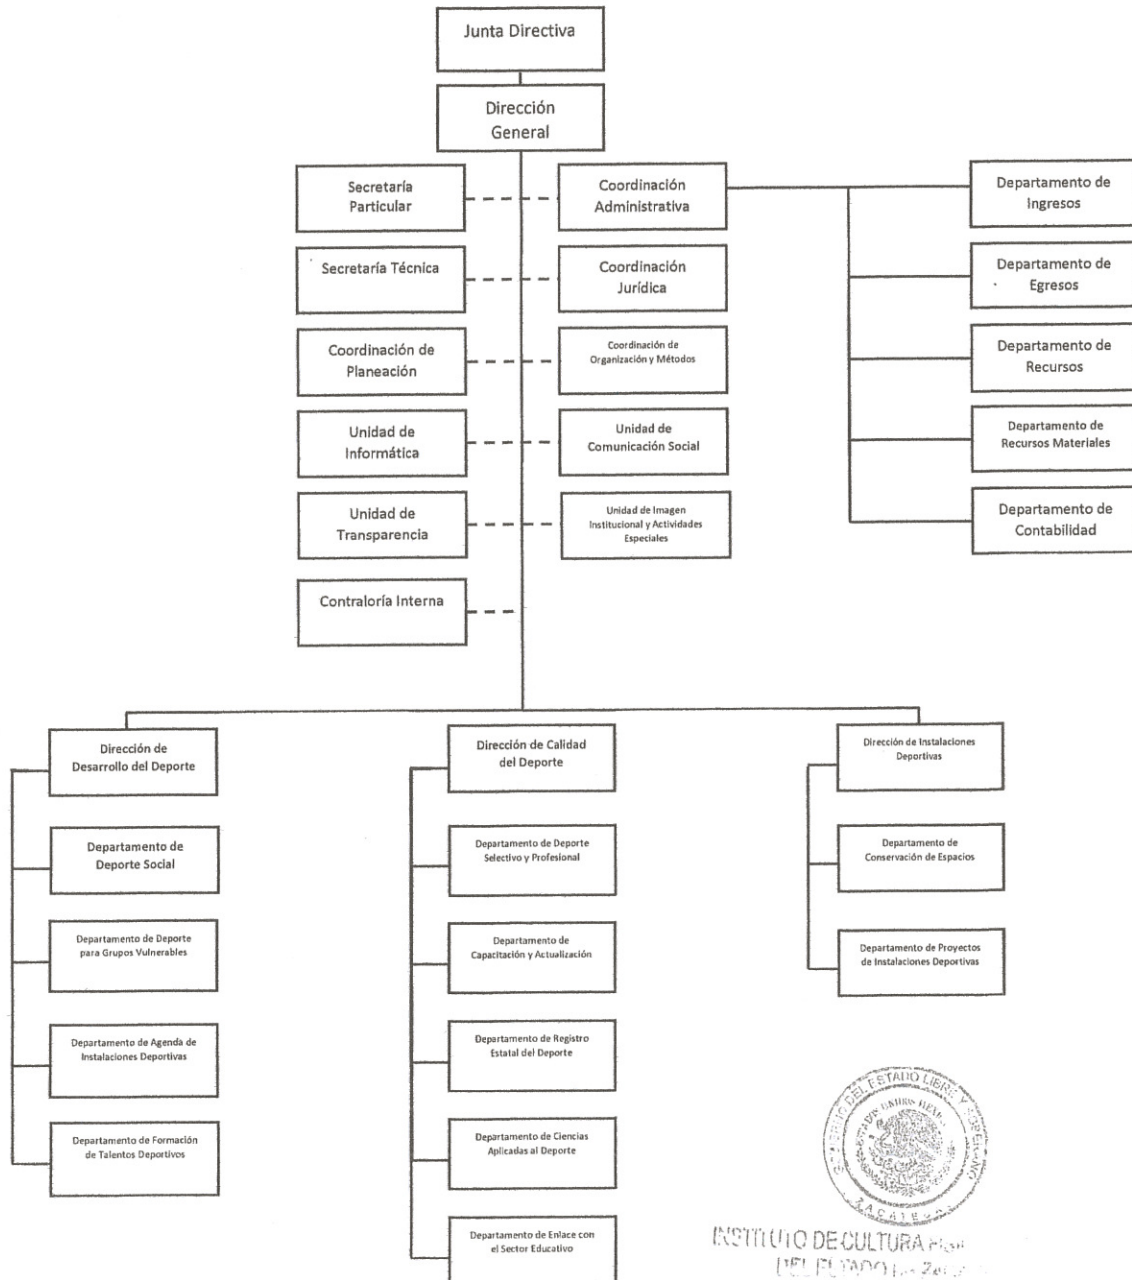 Junta Directiva
Dirección
General
Secretaría
Particular
Coordinación
Administrativa
Departamento de
Ingresos
Secretaría Técnica
Coordinación
Jurídica
Departamento de
Egresos
Coordinación de
Planeación
Coordinación de
Organización y Métodos
Departamento de
Recursos
Unidad de
Informática
Unidad de
Comunicación Social
Departamento de
Recursos Materiales
Unidad de
Transparencia
Unidad de Imagen
Institucional y Actividades
Especiales
Departamento de
Contabilidad
Contraloría Interna
Dirección de
Desarrollo del Deporte
Departamento de
Deporte Social
Departamento de Deporte
para Grupos Vulnerables
Departamento de Agenda de
Instalaciones Deportivas
Departamento de Formación
de Talentos Deportivos
Dirección de Calidad
del Deporte
Departamento de Deporte
Selectivo y Profesional
Departamento de
Capacitación y Actualización
Departamento de Registro
Estatal del Deporte
Departamento de Ciencias
Aplicadas al Deporte
Departamento de Enlace con
el Sector Educativo
Dirección de Instalaciones
Deportivas
Departamento de
Conservación de Espacios
Departamento de Proyectos
de Instalaciones Deportivas
DEL ESTADO LIBRE Y
ZACATECAS
INSTITUTO DE CULTURA
DEL ESTADO